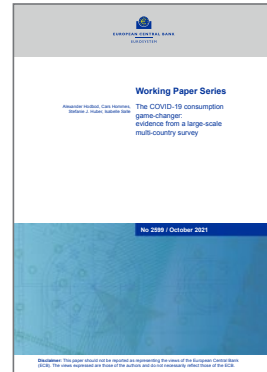 EUROPEAN CENTRAL BANK
EUROSYSTEM
Working Paper Series
Alexander Hodbod, Cars Hommes,
Stefanie J. Huber, Isabelle Salle
The COVID-19 consumption
game-changer:
evidence from a large-scale
multi-country survey
No 2599 / October 2021
Disclaimer: This paper should not be reported as representing the views of the European Central Bank
(ECB). The views expressed are those of the authors and do not necessarily reflect those of the ECB.